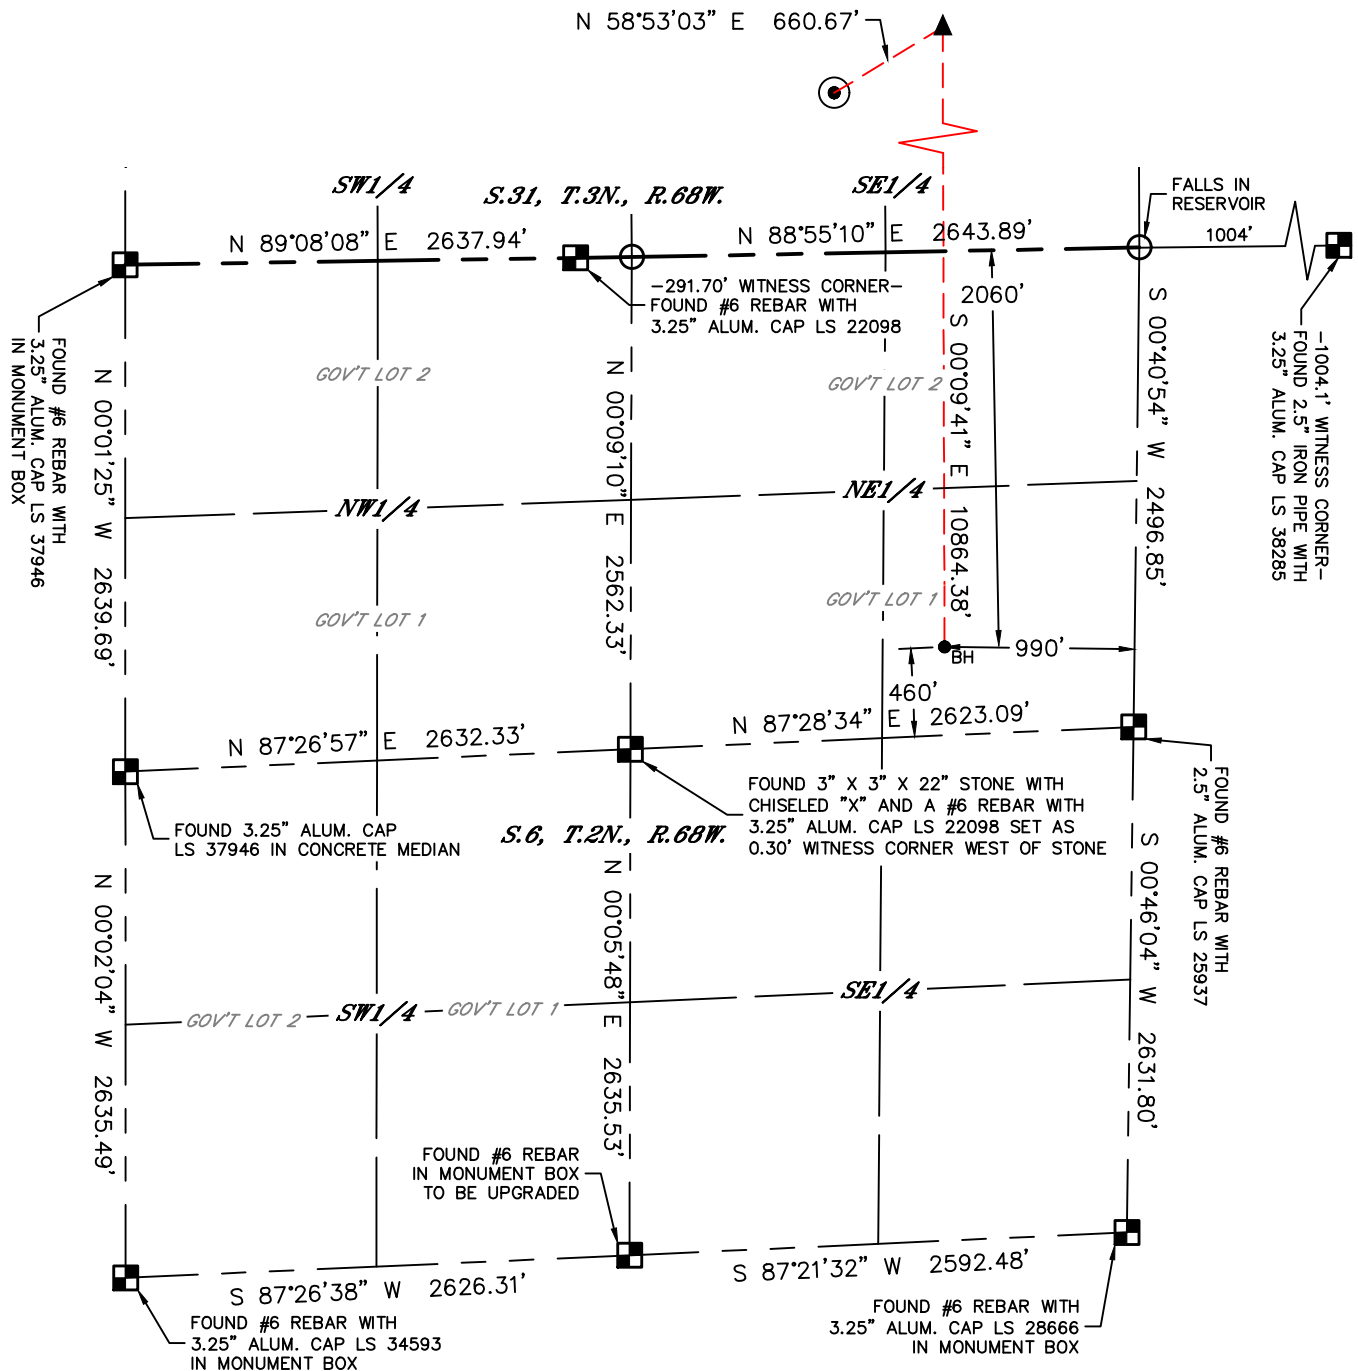 N 58°53'03" E 660.67'
SW1/4
S.31, T.3N., R.68W.
SE1/4
FALLS IN
RESERVOIR
N 89°08'08" E 2637.94'
N 88°55'10" E 2643.89'
1004'
-291.70' WITNESS CORNER-
FOUND #6 REBAR WITH
3.25" ALUM. CAP LS 22098
2060'
S 00°09'41" E 10864.38'
S 00°40'54" W 2496.85'
-1004.1' WITNESS CORNER-
FOUND 2.5" IRON PIPE WITH
3.25" ALUM. CAP LS 38285
FOUND #6 REBAR WITH
3.25" ALUM. CAP LS 37946
IN MONUMENT BOX
N 00°01'25" W 2639.69'
GOV'T LOT 2
N 00°09'10" E 2562.33'
GOV'T LOT 2
NW1/4
NE1/4
GOV'T LOT 1
GOV'T LOT 1
BH
990'
460'
N 87°26'57" E 2632.33'
N 87°28'34" E 2623.09'
FOUND 3" X 3" X 22" STONE WITH
CHISELED "X" AND A #6 REBAR WITH
3.25" ALUM. CAP LS 22098 SET AS
0.30' WITNESS CORNER WEST OF STONE
FOUND #6 REBAR WITH
2.5" ALUM. CAP LS 25937
FOUND 3.25" ALUM. CAP
LS 37946 IN CONCRETE MEDIAN
S.6, T.2N., R.68W.
N 00°02'04" W 2635.49'
N 00°05'48" E 2635.53'
S 00°46'04" W 2631.80'
GOV'T LOT 2
SW1/4
GOV'T LOT 1
SE1/4
FOUND #6 REBAR
IN MONUMENT BOX
TO BE UPGRADED
S 87°26'38" W 2626.31'
S 87°21'32" W 2592.48'
FOUND #6 REBAR WITH
3.25" ALUM. CAP LS 34593
IN MONUMENT BOX
FOUND #6 REBAR WITH
3.25" ALUM. CAP LS 28666
IN MONUMENT BOX